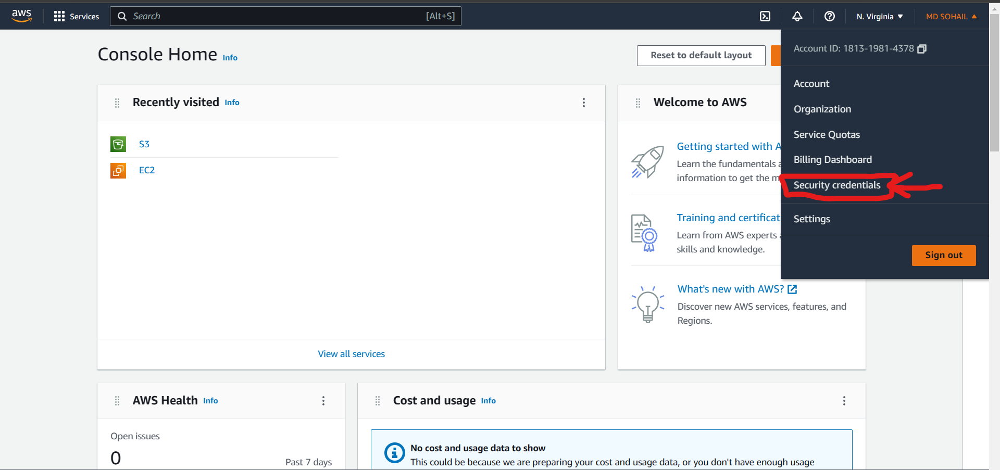 aws
Services
Search
[Alt+S]
N. Virginia
MD SOHAIL
Console Home Info
Reset to default layout
Account ID: 1813-1981-4378
Account
Organization
Service Quotas
Billing Dashboard
Security credentials
Settings
Sign out
Recently visited Info
S3
EC2
View all services
Welcome to AWS
Getting started with A
Learn the fundamentals a
information to get the m
Training and certificat
Learn from AWS experts a
skills and knowledge.
What's new with AWS?
Discover new AWS services, features, and
Regions.
AWS Health Info
Open issues
0
Past 7 days
Cost and usage Info
No cost and usage data to show
This could be because we are preparing your cost and usage data, or you don't have enough usage